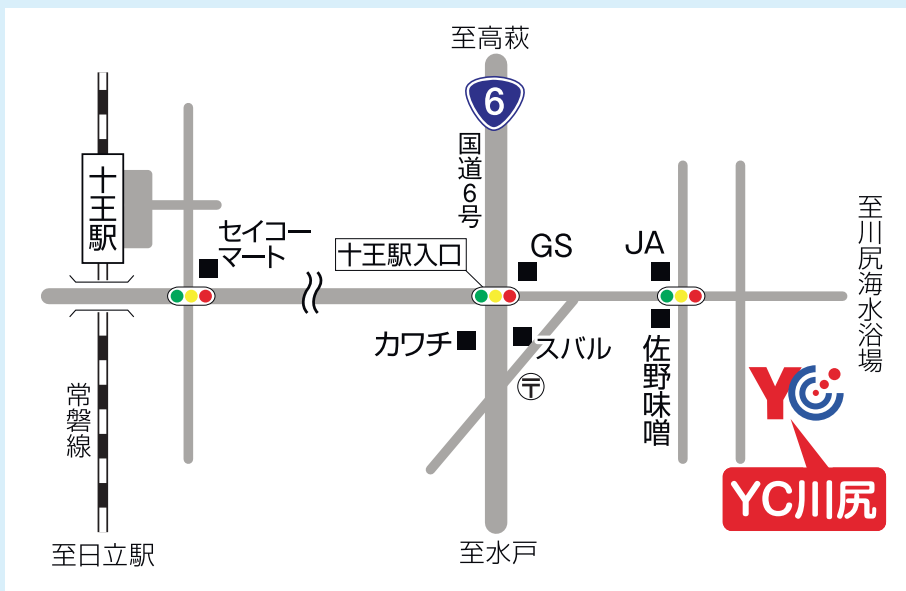 至高萩
6
国道6号
十王駅
セイコー
マート
十王駅入口
GS
JA
至川尻海水浴場
カワチ
スバル
〒
佐野味噌
常磐線
YC
YC川尻
至日立駅
至水戸